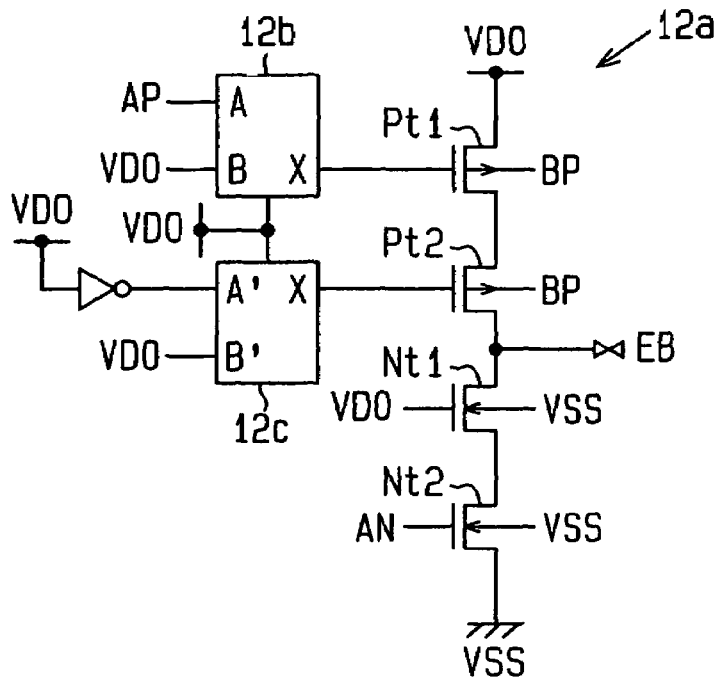 12b
VDO
12a
AP
A
Pt1
VDO
B
X
BP
VDO
VDO
Pt2
A'
X
BP
VDO
B'
Nt1
EB
12c
VDO
VSS
Nt2
AN
VSS
VSS